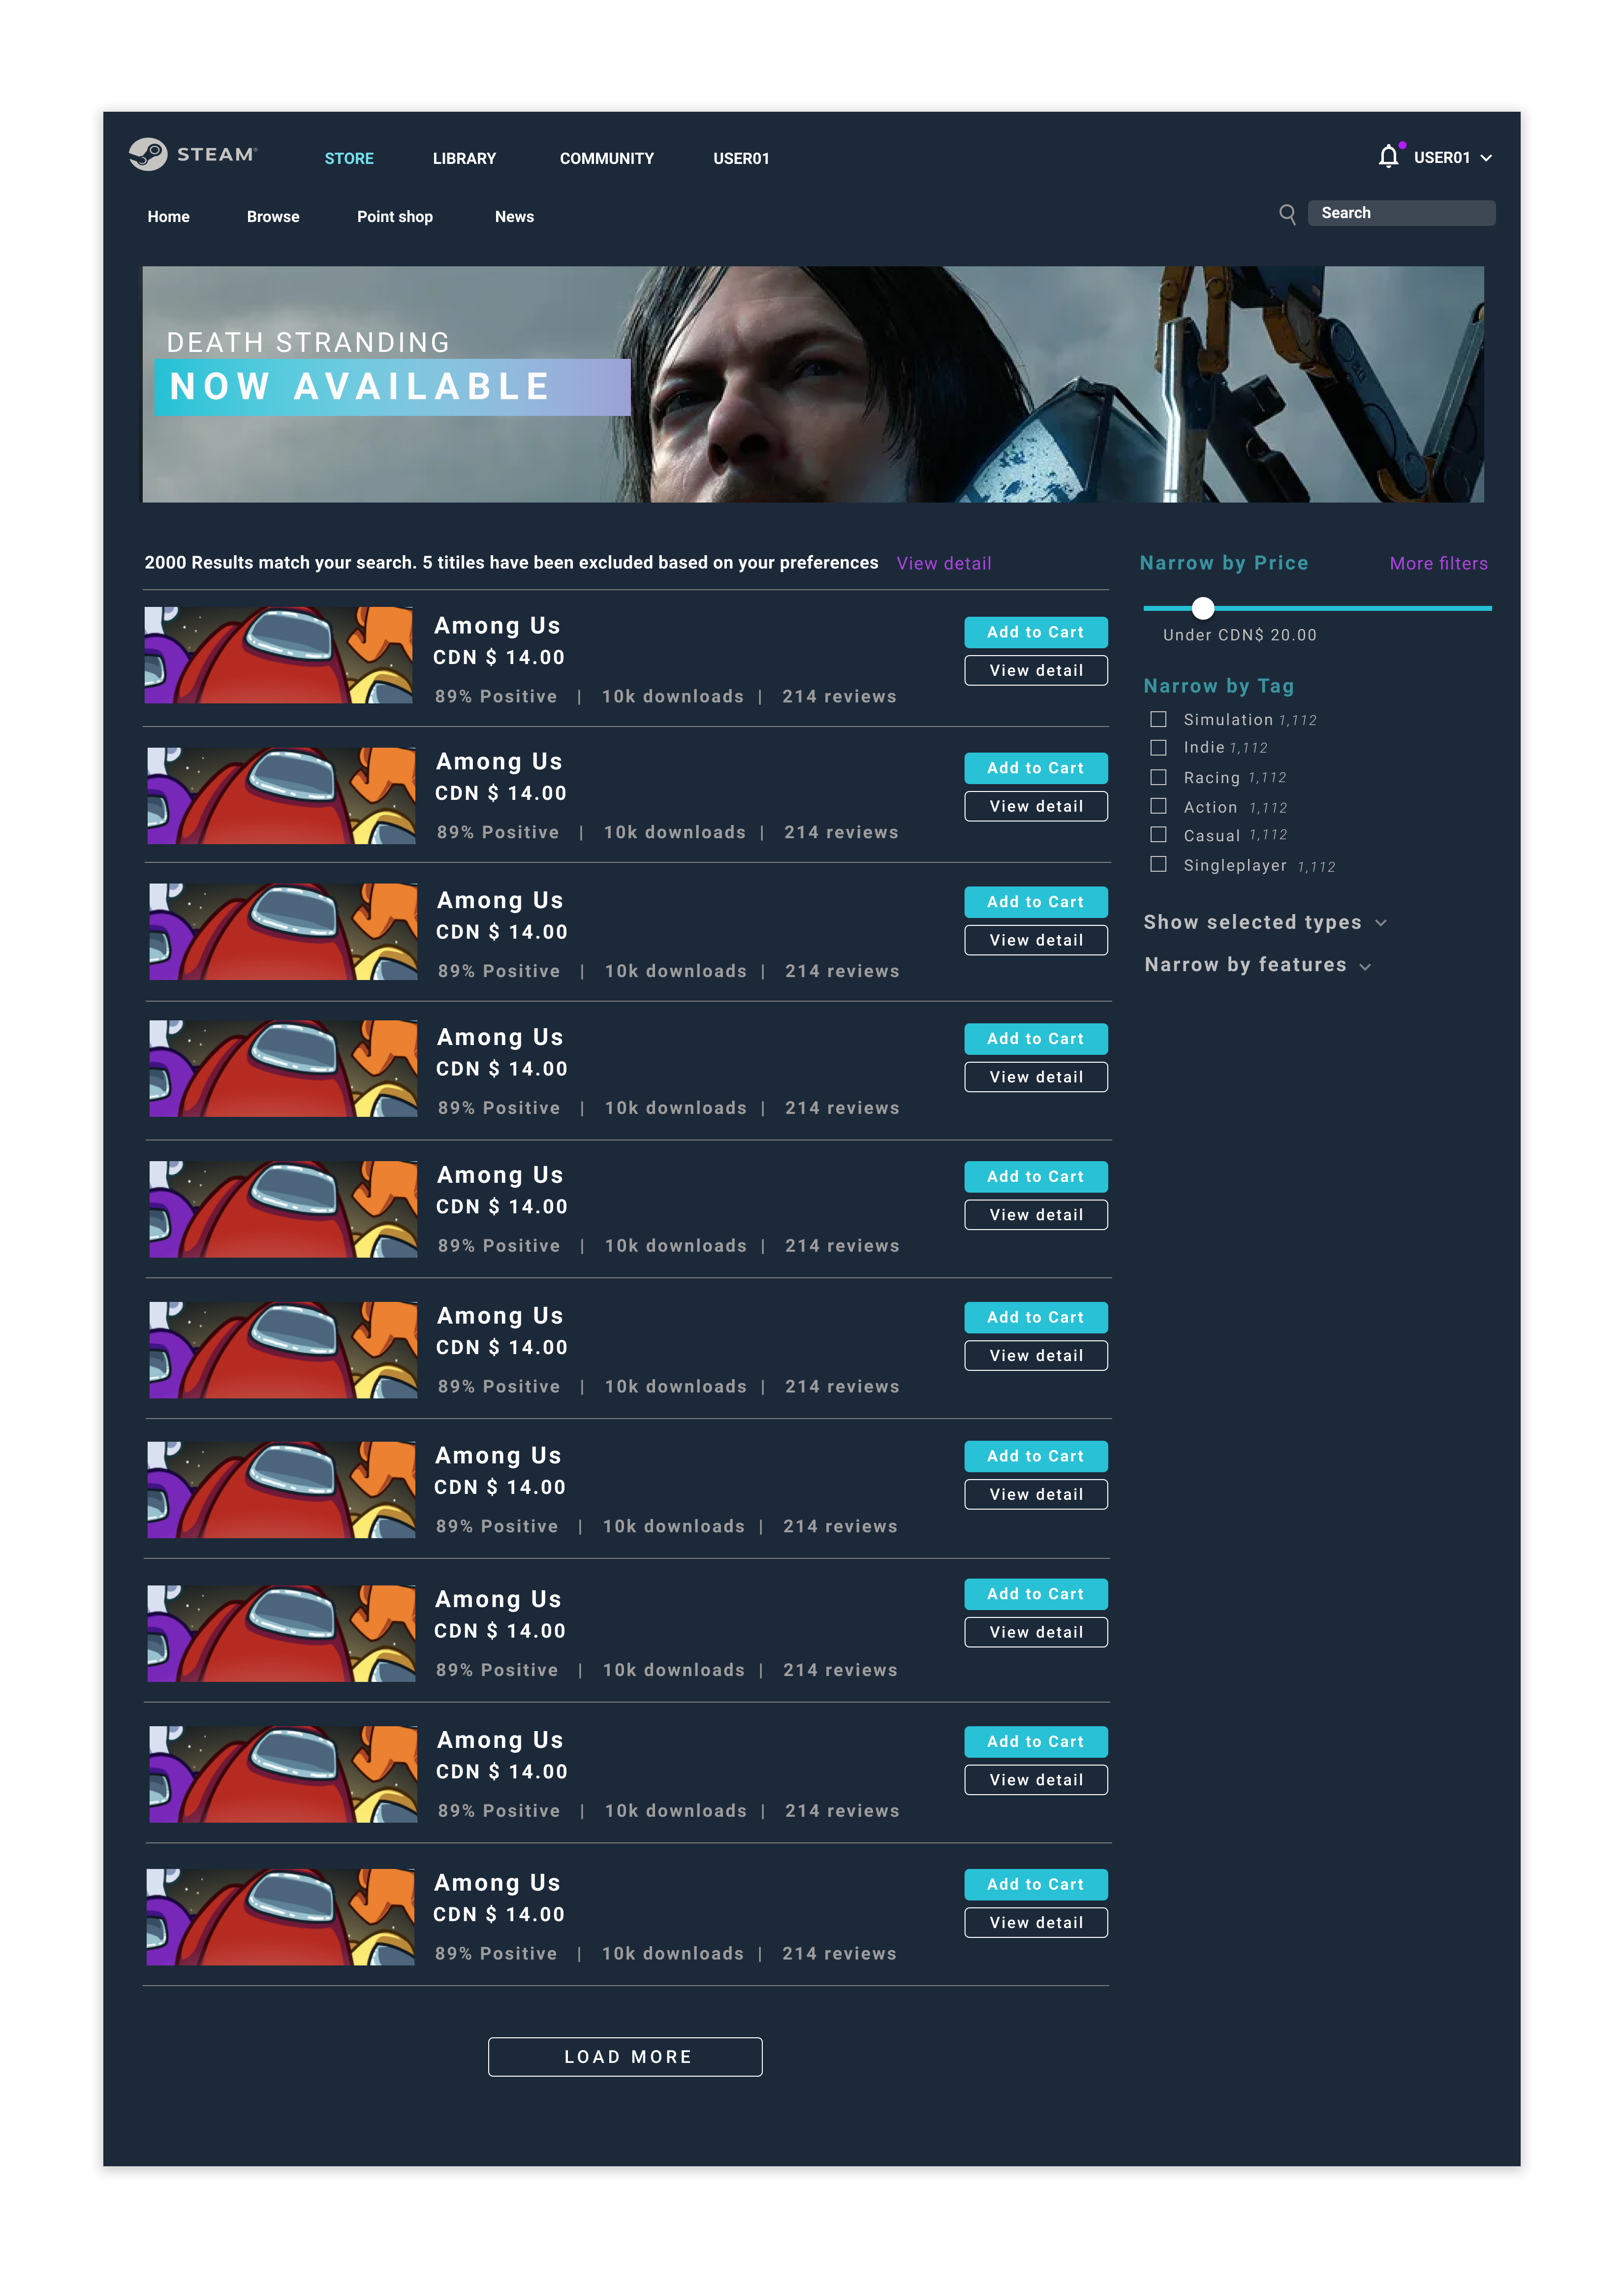 STEAM®
STORE LIBRARY COMMUNITY USER01
USER01
Home Browse Point shop News
Search
DEATH STRANDING
NOW AVAILABLE
2000 Results match your search. 5 titiles have been excluded based on your preferences View detail
Among Us
CDN $ 14.00
89% Positive | 10k downloads | 214 reviews
Add to Cart
View detail
Among Us
CDN $ 14.00
89% Positive | 10k downloads | 214 reviews
Add to Cart
View detail
Among Us
CDN $ 14.00
89% Positive | 10k downloads | 214 reviews
Add to Cart
View detail
Among Us
CDN $ 14.00
89% Positive | 10k downloads | 214 reviews
Add to Cart
View detail
Among Us
CDN $ 14.00
89% Positive | 10k downloads | 214 reviews
Add to Cart
View detail
Among Us
CDN $ 14.00
89% Positive | 10k downloads | 214 reviews
Add to Cart
View detail
Among Us
CDN $ 14.00
89% Positive | 10k downloads | 214 reviews
Add to Cart
View detail
Among Us
CDN $ 14.00
89% Positive | 10k downloads | 214 reviews
Add to Cart
View detail
Among Us
CDN $ 14.00
89% Positive | 10k downloads | 214 reviews
Add to Cart
View detail
Among Us
CDN $ 14.00
89% Positive | 10k downloads | 214 reviews
Add to Cart
View detail
LOAD MORE
Narrow by Price More filters
Under CDN$ 20.00
Narrow by Tag
Simulation 1,112
Indie 1,112
Racing 1,112
Action 1,112
Casual 1,112
Singleplayer 1,112
Show selected types
Narrow by features